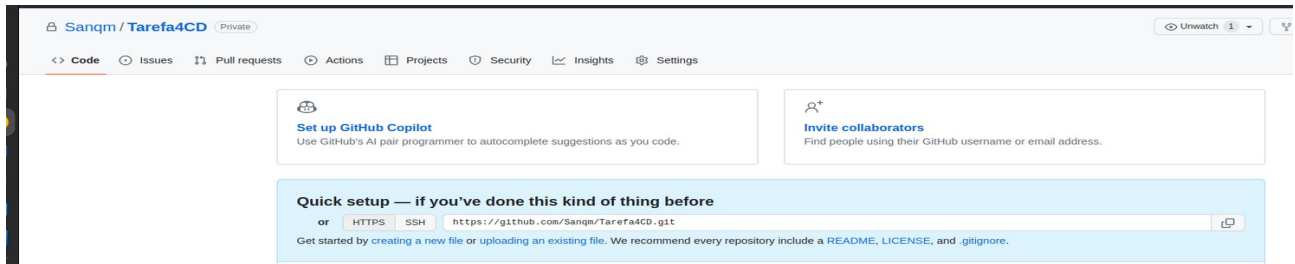 Sanqm / Tarefa4CD Private
Unwatch 1
Code Issues Pull requests Actions Projects Security Insights Settings
Set up GitHub Copilot
Use GitHub's AI pair programmer to autocomplete suggestions as you code.
Invite collaborators
Find people using their GitHub username or email address.
Quick setup — if you've done this kind of thing before
or HTTPS SSH https://github.com/Sanqm/Tarefa4CD.git
Get started by creating a new file or uploading an existing file. We recommend every repository include a README, LICENSE, and .gitignore.